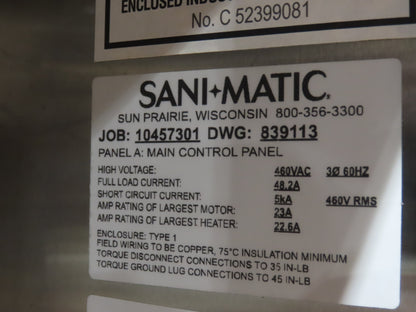 ENCLOSED INDUS
No. C 52399081
SANI✦MATIC.
SUN PRAIRIE, WISCONSIN 800-356-3300
JOB: 10457301 DWG: 839113
PANEL A: MAIN CONTROL PANEL
HIGH VOLTAGE: 460VAC 3Ø 60HZ
FULL LOAD CURRENT: 48.2A
SHORT CIRCUIT CURRENT: 5kA 460V RMS
AMP RATING OF LARGEST MOTOR: 23A
AMP RATING OF LARGEST HEATER: 22.6A
ENCLOSURE: TYPE 1
FIELD WIRING TO BE COPPER, 75°C INSULATION MINIMUM
TORQUE DISCONNECT CONNECTIONS TO 35 IN-LB
TORQUE GROUND LUG CONNECTIONS TO 45 IN-LB